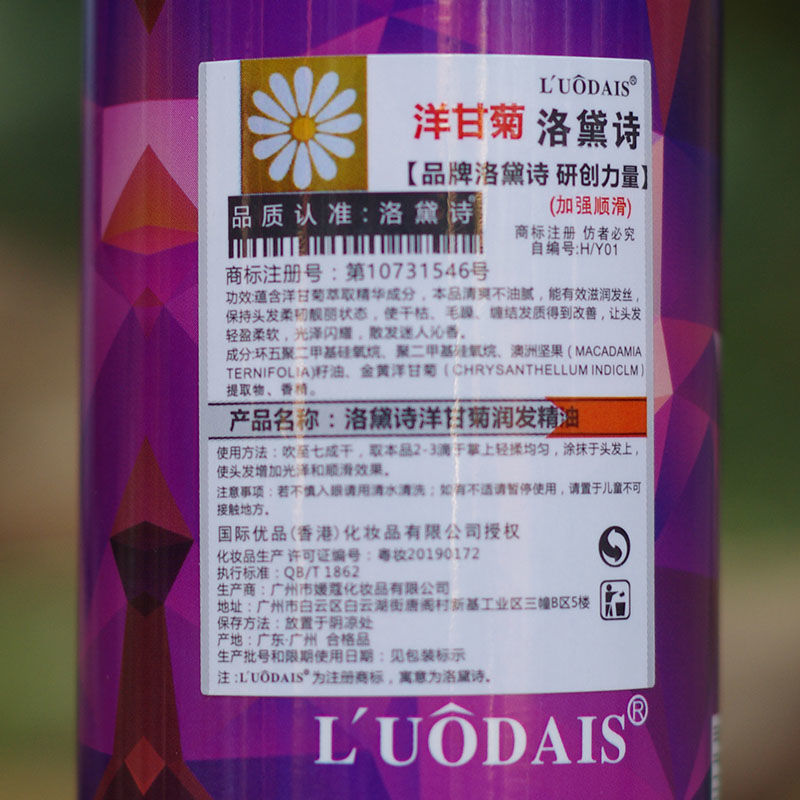 L'UÔDAIS®
洋甘菊 洛黛诗
【品牌洛黛诗 研创力量】
(加强顺滑)
品质认准:洛黛诗®
商标注册 仿者必究
自编号:H/Y01
商标注册号:第10731546号
功效:蕴含洋甘菊萃取精华成分，本品清爽不油腻，能有效滋润发丝，
保持头发柔韧靓丽状态，使干枯、毛躁、缠结发质得到改善，让头发
轻盈柔软，光泽闪耀，散发迷人沁香。
成分:环五聚二甲基硅氧烷、聚二甲基硅氧烷、澳洲坚果(MACADAMIA
TERNIFOLIA)籽油、金黄洋甘菊(CHRYSANTHELLUM INDICLM)
提取物、香精。
产品名称:洛黛诗洋甘菊润发精油
使用方法:吹至七成干，取本品2-3滴于掌上轻揉均匀，涂抹于头发上，
使头发增加光泽和顺滑效果。
注意事项:若不慎入眼请用清水清洗;如有不适请暂停使用，请置于儿童不可
接触地方。
国际优品(香港)化妆品有限公司授权
化妆品生产许可证编号:粤妆20190172
执行标准:QB/T 1862
生产商:广州市媛蔻化妆品有限公司
地址:广州市白云区白云湖街唐阁村新基工业区三幢B区5楼
保存方法:放置于阴凉处
产地:广东·广州 合格品
生产批号和限期使用日期:见包装标示
注:L'UÔDAIS®为注册商标，寓意为洛黛诗。
L'UÔDAIS®